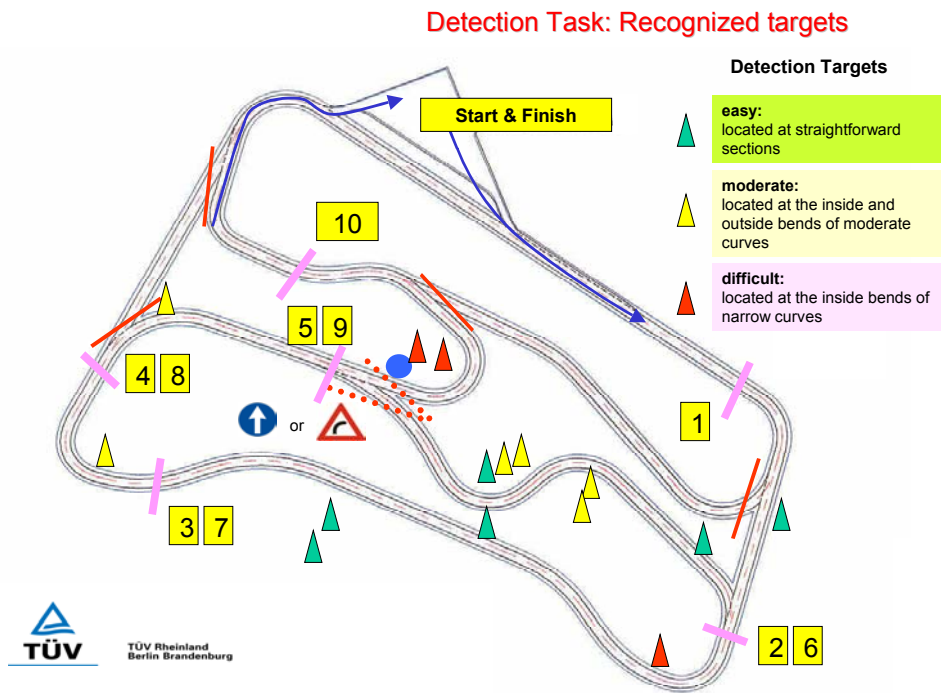 Detection Task: Recognized targets
Detection Targets
Start & Finish
easy:
located at straightforward
sections
moderate:
located at the inside and
outside bends of moderate
curves
10
difficult:
located at the inside bends of
narrow curves
5 9
4 8
1
or
3 7
2 6
TÜV
TÜV Rheinland
Berlin Brandenburg